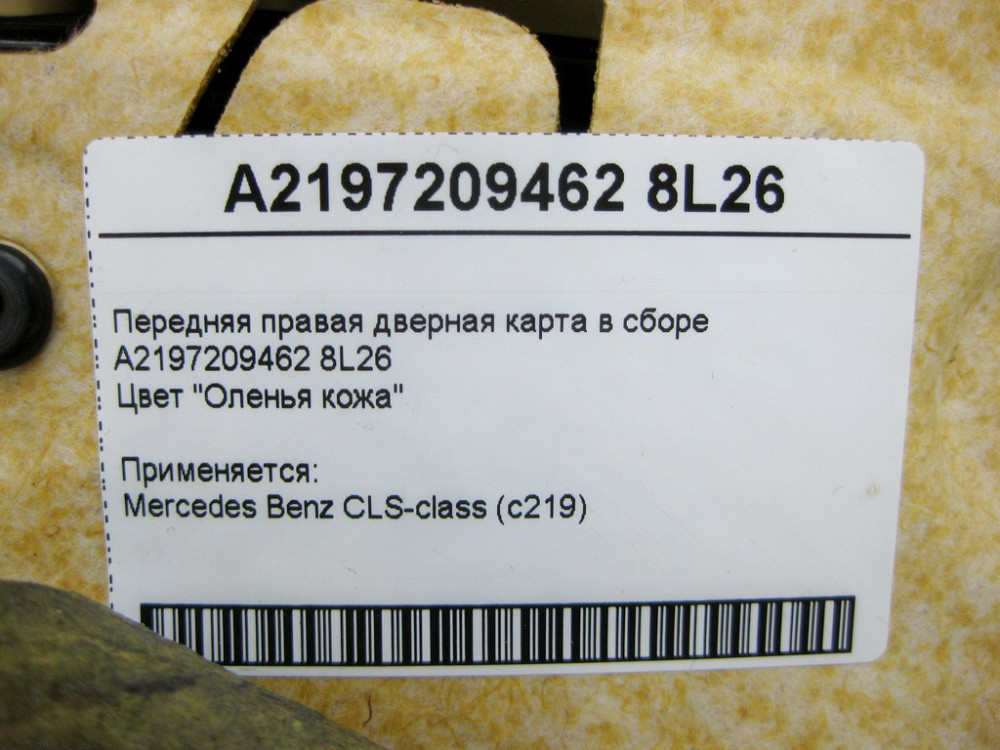 A2197209462 8L26
Передняя правая дверная карта в сборе
A2197209462 8L26
Цвет "Оленья кожа"
Применяется:
Mercedes Benz CLS-class (c219)